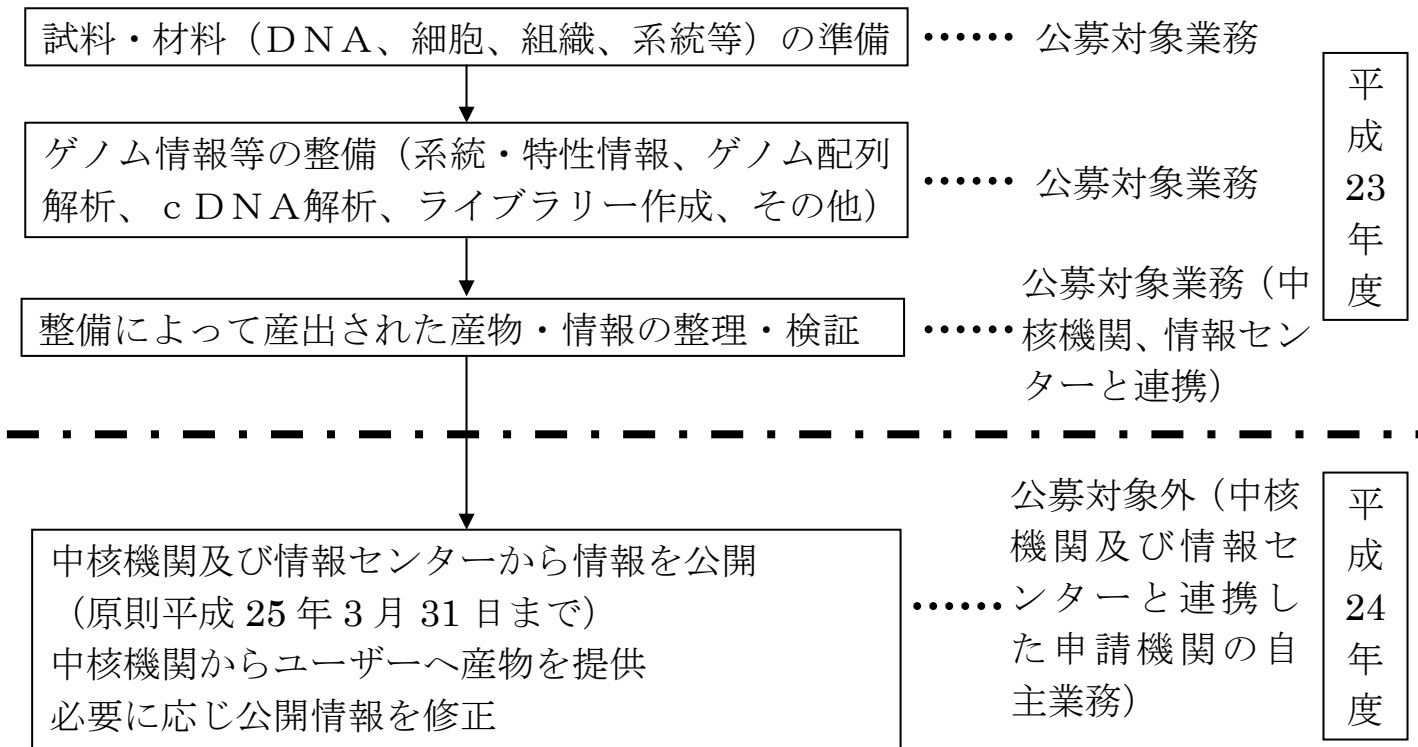 試料・材料（ＤＮＡ、細胞、組織、系統等）の準備 •••••• 公募対象業務
平成23年度
ゲノム情報等の整備（系統・特性情報、ゲノム配列
解析、ｃＤＮＡ解析、ライブラリー作成、その他）
•••••• 公募対象業務
整備によって産出された産物・情報の整理・検証
••••••
公募対象業務（中
核機関、情報セン
ターと連携）
中核機関及び情報センターから情報を公開
（原則平成 25 年 3 月 31 日まで）
中核機関からユーザーへ産物を提供
必要に応じ公開情報を修正
••••••
公募対象外（中核
機関及び情報セ
ンターと連携し
た申請機関の自
主業務）
平成24年度